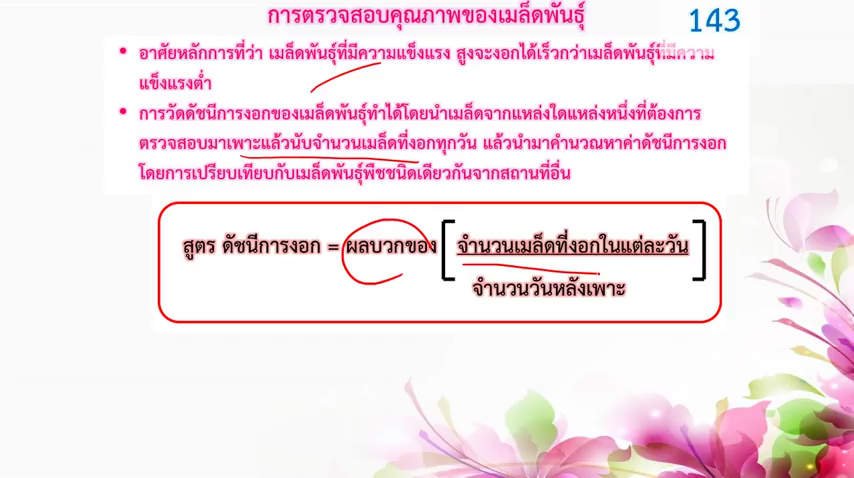 การตรวจสอบคุณภาพของเมล็ดพันธุ์
143
• อาศัยหลักการที่ว่า เมล็ดพันธุ์ที่มีความแข็งแรง สูงจะงอกได้เร็วกว่าเมล็ดพันธุ์ที่มีความ
แข็งแรงต่ำ
• การวัดดัชนีการงอกของเมล็ดพันธุ์ทำได้โดยนำเมล็ดจากแหล่งใดแหล่งหนึ่งที่ต้องการ
ตรวจสอบมาเพาะแล้วนับจำนวนเมล็ดที่งอกทุกวัน แล้วนำมาคำนวณหาค่าดัชนีการงอก
โดยการเปรียบเทียบกับเมล็ดพันธุ์พืชชนิดเดียวกันจากสถานที่อื่น
สูตร ดัชนีการงอก = ผลบวกของ [ จำนวนเมล็ดที่งอกในแต่ละวัน ]
จำนวนวันหลังเพาะ